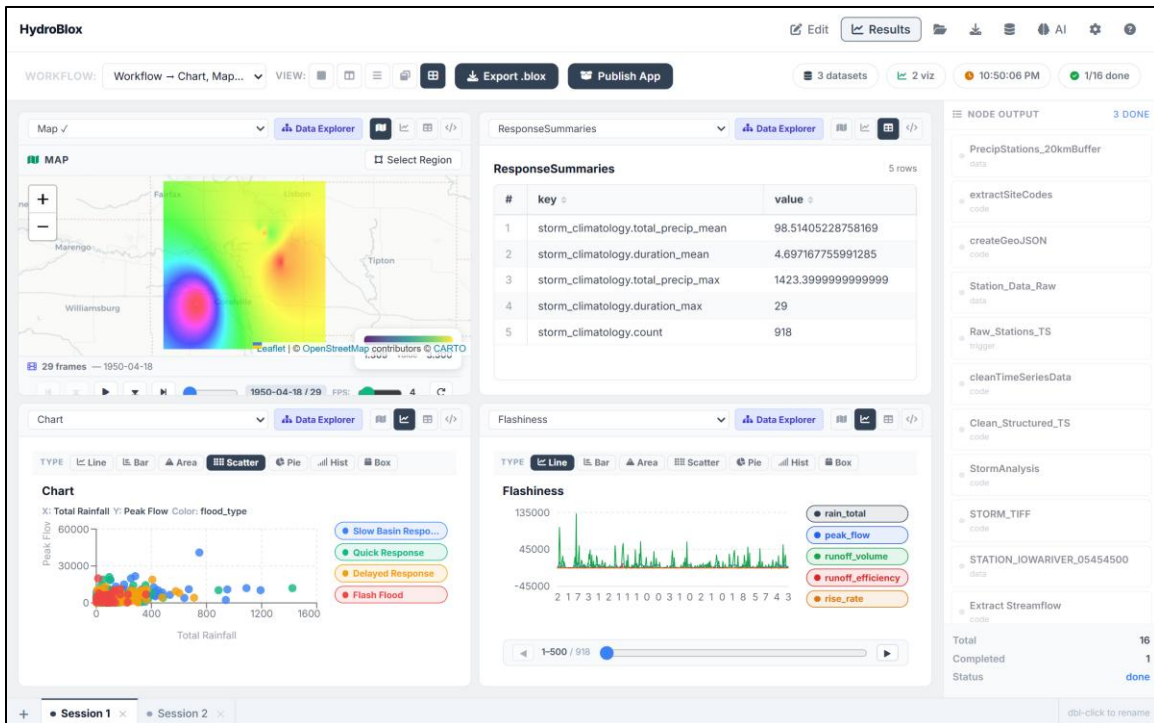 HydroBlox
Edit Results AI
WORKFLOW: Workflow → Chart, Map... VIEW: Export .blox Publish App 3 datasets 2 viz 10:50:06 PM 1/16 done
Map ✓ Data Explorer </>
MAP Select Region
+
−
Fairfax Lisbon
Marengo Tipton
Williamsburg
Leaflet | © OpenStreetMap contributors © CARTO
29 frames — 1950-04-18
1950-04-18 / 29 FPS: 4
ResponseSummaries Data Explorer </>
ResponseSummaries 5 rows
# key value
1 storm_climatology.total_precip_mean 98.51405228758169
2 storm_climatology.duration_mean 4.697167755991285
3 storm_climatology.total_precip_max 1423.3999999999999
4 storm_climatology.duration_max 29
5 storm_climatology.count 918
Chart Data Explorer </>
TYPE Line Bar Area Scatter Pie Hist Box
Chart
X: Total Rainfall Y: Peak Flow Color: flood_type
Peak Flow
60000
30000
0
0 400 800 1200 1600
Total Rainfall
Slow Basin Respo...
Quick Response
Delayed Response
Flash Flood
Flashiness Data Explorer </>
TYPE Line Bar Area Scatter Pie Hist Box
Flashiness
135000
45000
-45000
2 1 7 3 1 2 1 1 1 0 0 3 1 0 2 1 0 1 8 5 7 4 3
rain_total
peak_flow
runoff_volume
runoff_efficiency
rise_rate
1–500 / 918
NODE OUTPUT 3 DONE
PrecipStations_20kmBuffer
data
extractSiteCodes
code
createGeoJSON
code
Station_Data_Raw
data
Raw_Stations_TS
trigger
cleanTimeSeriesData
code
Clean_Structured_TS
code
StormAnalysis
code
STORM_TIFF
code
STATION_IOWARIVER_05454500
data
Extract Streamflow
code
Total 16
Completed 1
Status done
+ Session 1 × Session 2 × dbl-click to rename